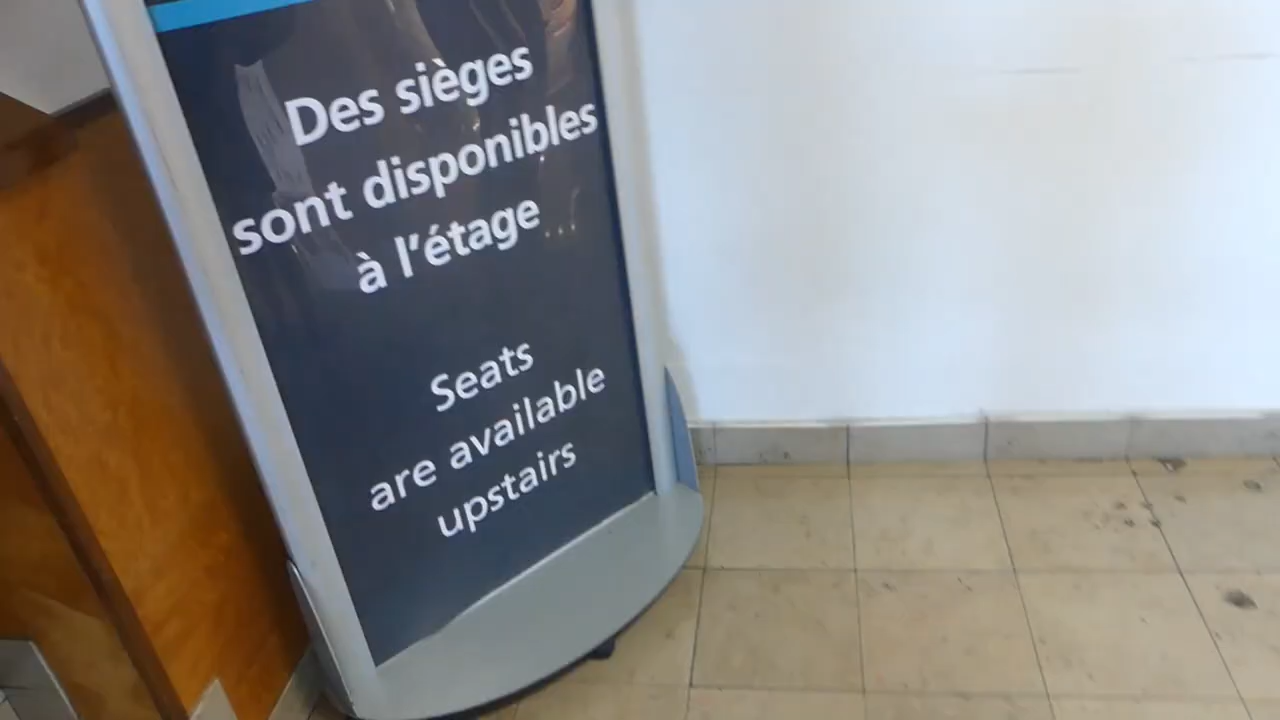 Des sièges
sont disponibles
à l'étage
Seats
are available
upstairs